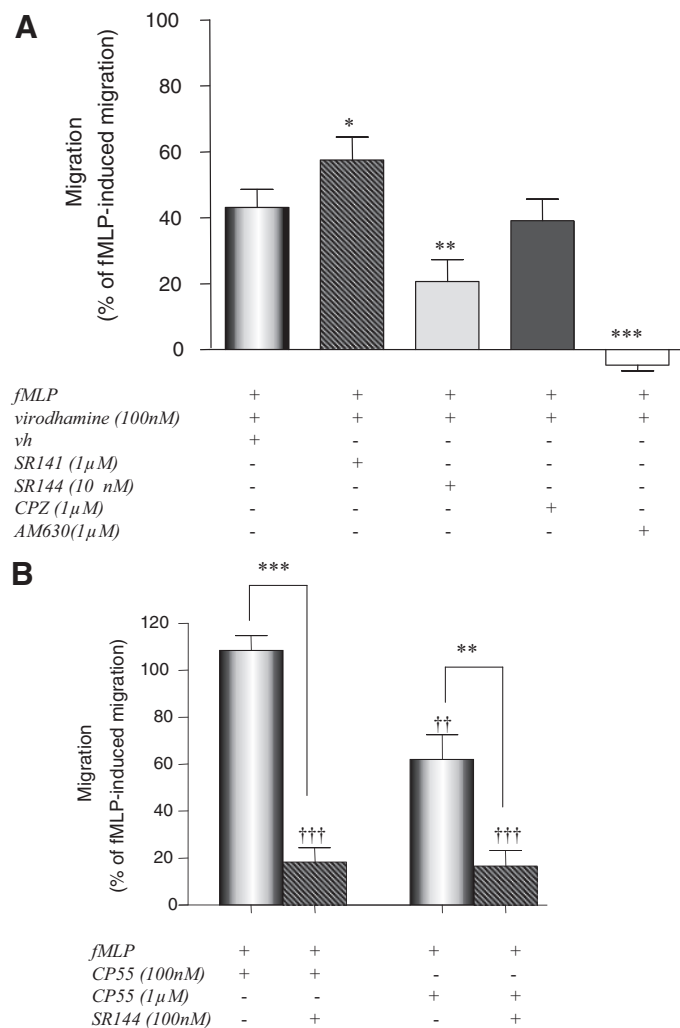 A
Migration
(% of fMLP-induced migration)
100
80
60
40
20
0
*
**
***
fMLP + + + + +
virodhamine (100nM) + + + + +
vh + - - - -
SR141 (1µM) - + - - -
SR144 (10 nM) - - + - -
CPZ (1µM) - - - + -
AM630(1µM) - - - - +
B
Migration
(% of fMLP-induced migration)
120
100
80
60
40
20
0
***
**
††
†††
†††
fMLP + + + +
CP55 (100nM) + + - -
CP55 (1µM) - - + +
SR144 (100nM) - + - +